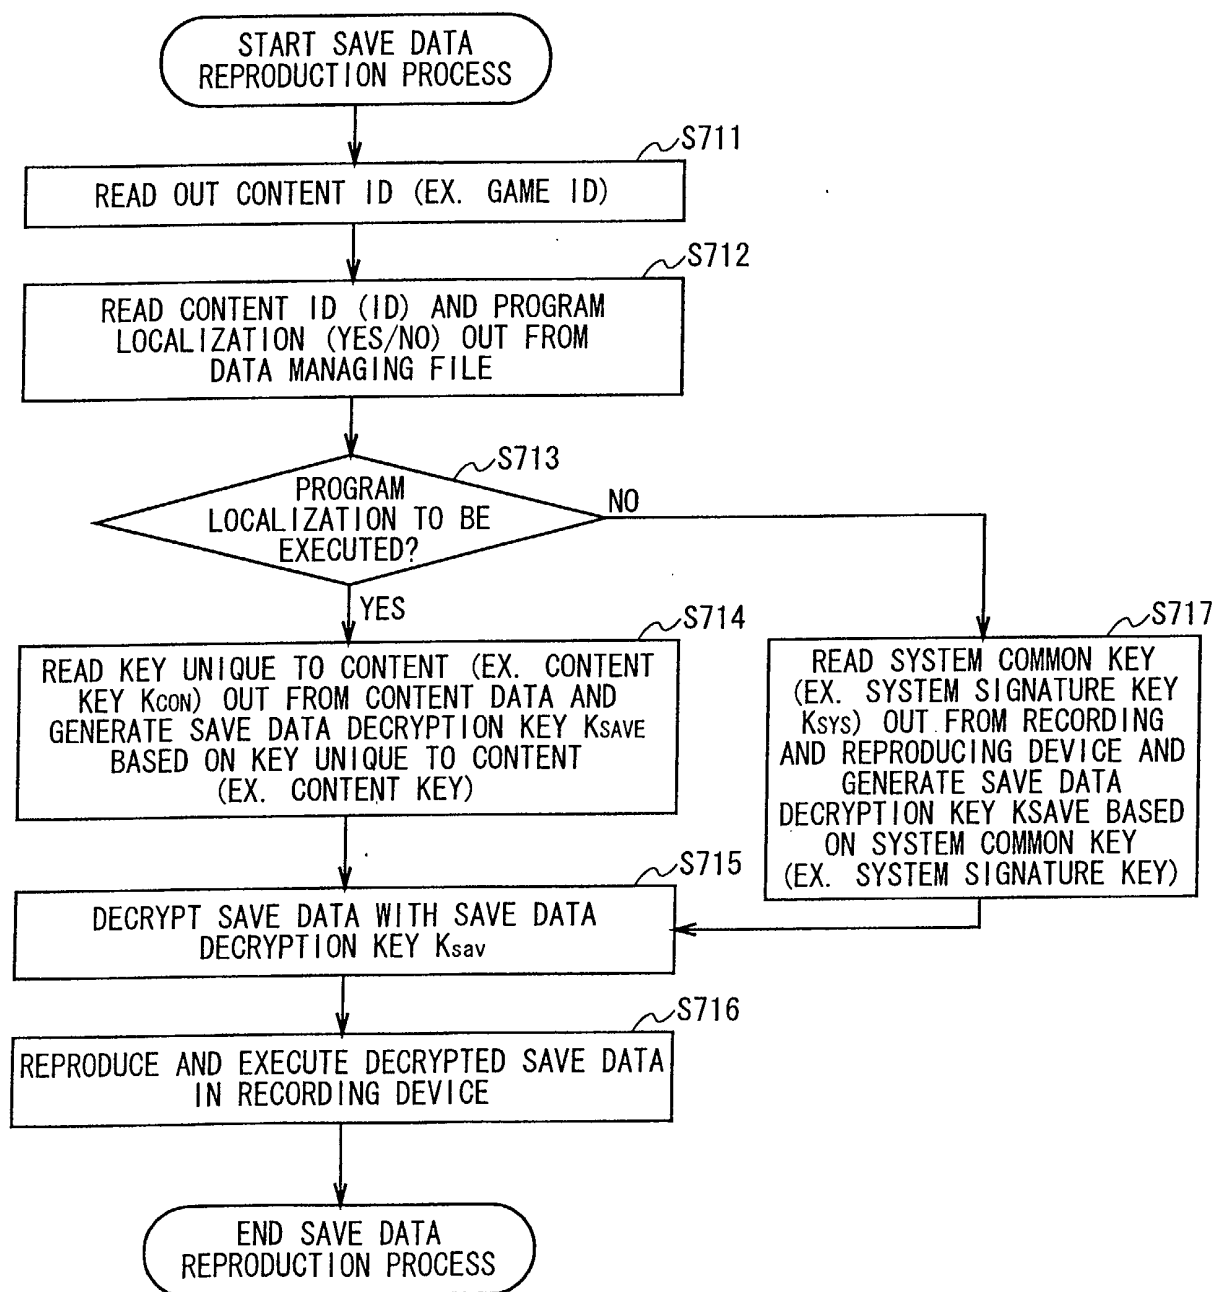 START SAVE DATA
REPRODUCTION PROCESS
S711
READ OUT CONTENT ID (EX. GAME ID)
S712
READ CONTENT ID (ID) AND PROGRAM
LOCALIZATION (YES/NO) OUT FROM
DATA MANAGING FILE
S713
PROGRAM
LOCALIZATION TO BE
EXECUTED?
NO
YES
S714
READ KEY UNIQUE TO CONTENT (EX. CONTENT
KEY KCON) OUT FROM CONTENT DATA AND
GENERATE SAVE DATA DECRYPTION KEY KSAVE
BASED ON KEY UNIQUE TO CONTENT
(EX. CONTENT KEY)
S717
READ SYSTEM COMMON KEY
(EX. SYSTEM SIGNATURE KEY
KSYS) OUT FROM RECORDING
AND REPRODUCING DEVICE AND
GENERATE SAVE DATA
DECRYPTION KEY KSAVE BASED
ON SYSTEM COMMON KEY
(EX. SYSTEM SIGNATURE KEY)
S715
DECRYPT SAVE DATA WITH SAVE DATA
DECRYPTION KEY Ksav
S716
REPRODUCE AND EXECUTE DECRYPTED SAVE DATA
IN RECORDING DEVICE
END SAVE DATA
REPRODUCTION PROCESS